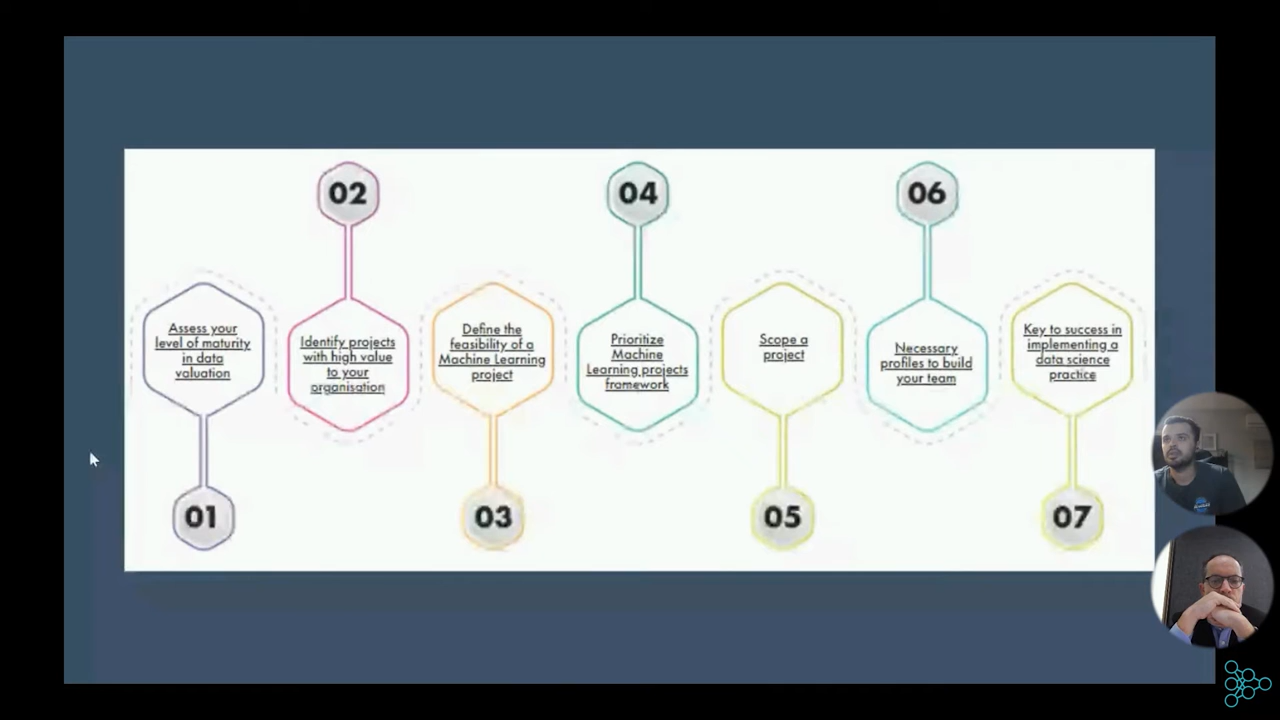 02
04
06
Assess your
level of maturity
in data
valuation
Identify projects
with high value
to your
organisation
Define the
feasibility of a
Machine Learning
project
Prioritize
Machine
Learning projects
framework
Scope a
project
Necessary
profiles to build
your team
Key to success in
implementing a
data science
practice
01
03
05
07